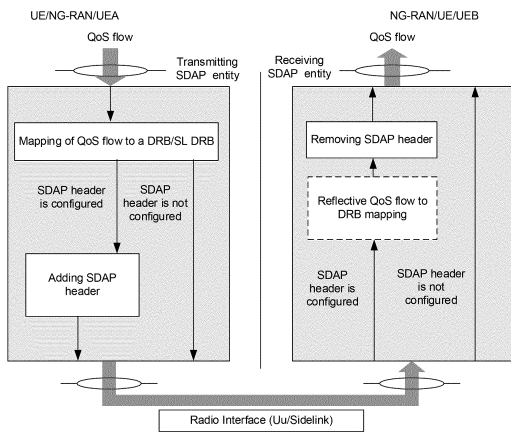 UE/NG-RAN/UEA
NG-RAN/UE/UEB
QoS flow
QoS flow
Transmitting
SDAP entity
Receiving
SDAP entity
Mapping of QoS flow to a DRB/SL DRB
SDAP header
is configured
SDAP
header is not
configured
Adding SDAP
header
Removing SDAP header
Reflective QoS flow to
DRB mapping
SDAP
header is
configured
SDAP header
is not
configured
Radio Interface (Uu/Sidelink)